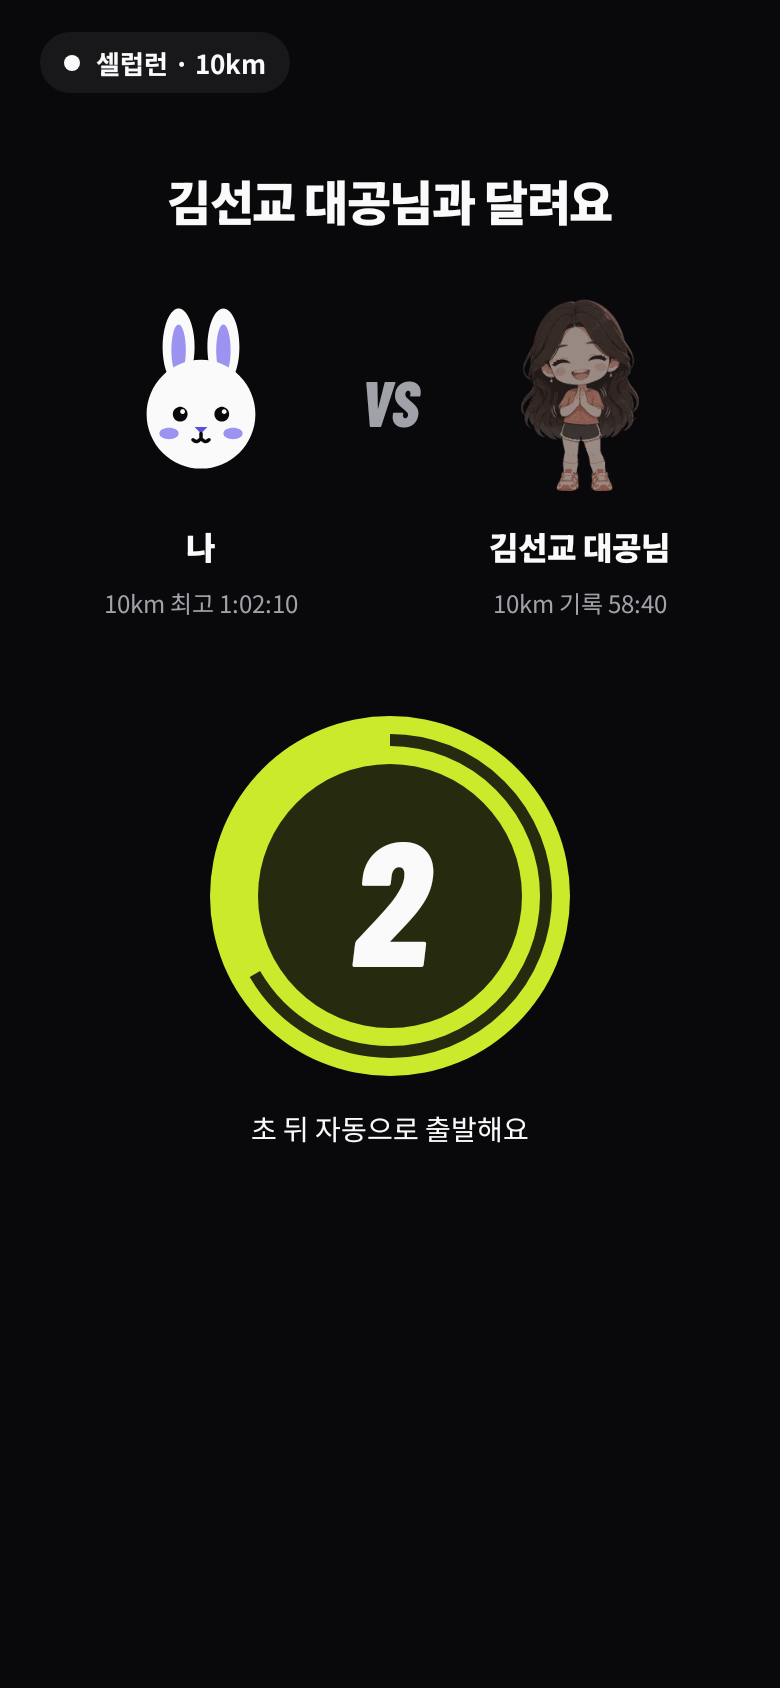 셀럽런 · 10km
김선교 대공님과 달려요
VS
나
김선교 대공님
10km 최고 1:02:10
10km 기록 58:40
2
초 뒤 자동으로 출발해요